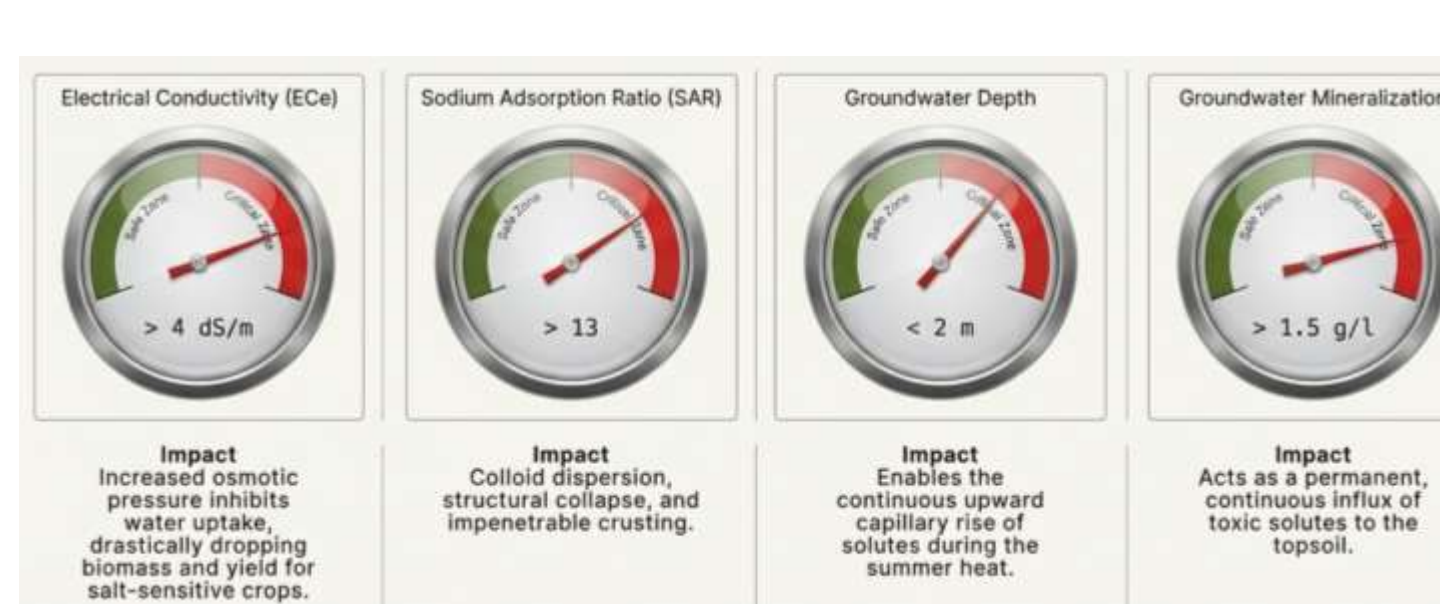 Electrical Conductivity (ECe)
Safe Zone
Critical Zone
> 4 dS/m
Impact
Increased osmotic
pressure inhibits
water uptake,
drastically dropping
biomass and yield for
salt-sensitive crops.
Sodium Adsorption Ratio (SAR)
Safe Zone
Critical Zone
> 13
Impact
Colloid dispersion,
structural collapse, and
impenetrable crusting.
Groundwater Depth
Safe Zone
Critical Zone
< 2 m
Impact
Enables the
continuous upward
capillary rise of
solutes during the
summer heat.
Groundwater Mineralization
Safe Zone
Critical Zone
> 1.5 g/l
Impact
Acts as a permanent,
continuous influx of
toxic solutes to the
topsoil.